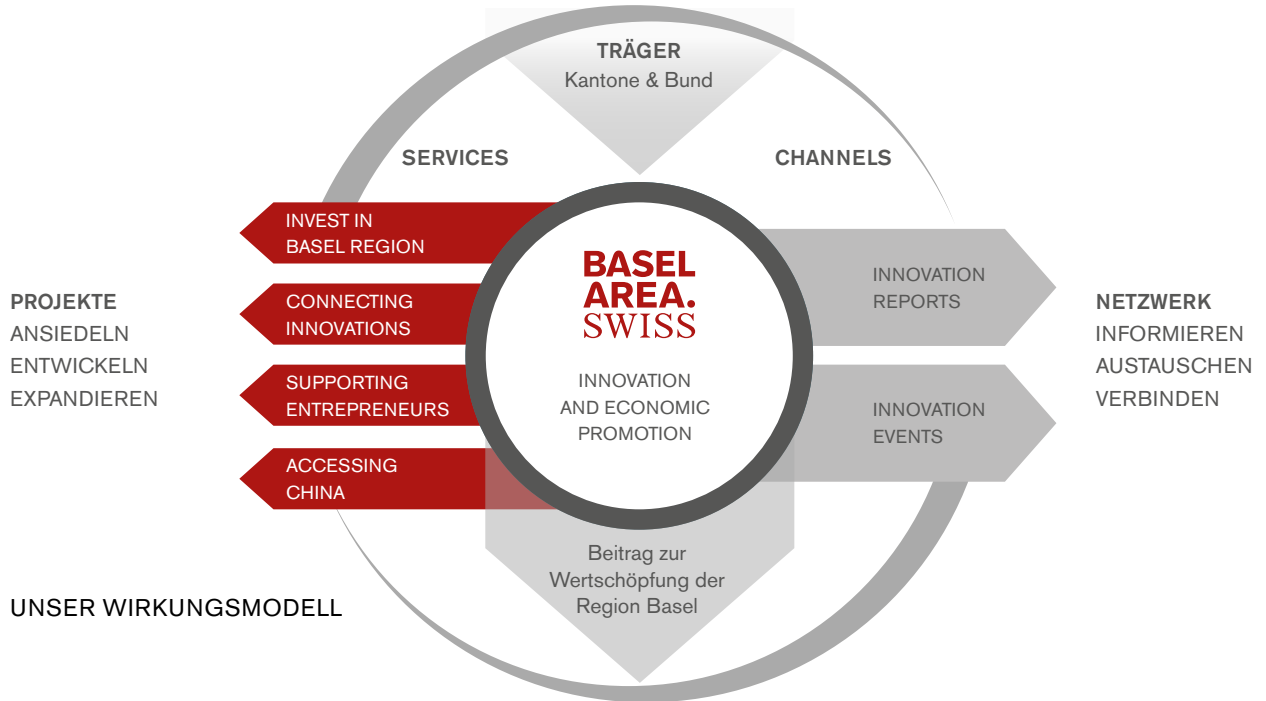 TRÄGER
Kantone & Bund
SERVICES
CHANNELS
INVEST IN
BASEL REGION
CONNECTING
INNOVATIONS
SUPPORTING
ENTREPRENEURS
ACCESSING
CHINA
PROJEKTE
ANSIEDELN
ENTWICKELN
EXPANDIEREN
BASEL
AREA.
SWISS
INNOVATION
AND ECONOMIC
PROMOTION
INNOVATION
REPORTS
INNOVATION
EVENTS
NETZWERK
INFORMIEREN
AUSTAUSCHEN
VERBINDEN
Beitrag zur
Wertschöpfung der
Region Basel
UNSER WIRKUNGSMODELL